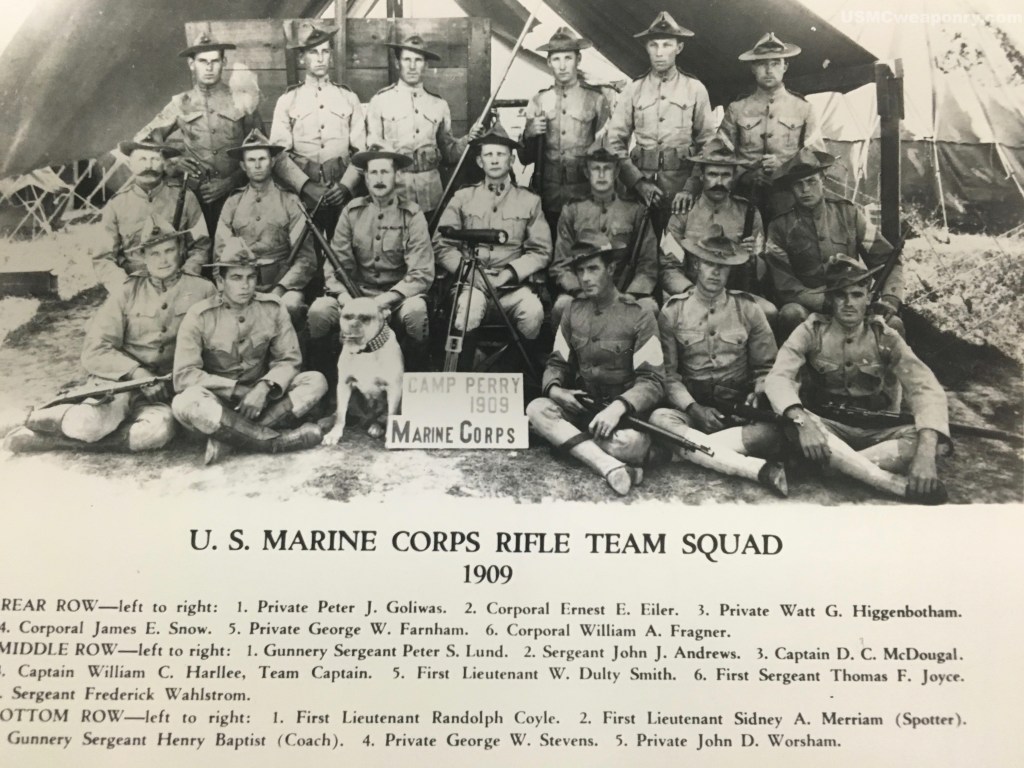 USMCwenponry.com
CAMP PERRY
1909
MARINE CORPS
U. S. MARINE CORPS RIFLE TEAM SQUAD
1909
REAR ROW—left to right: 1. Private Peter J. Goliwas. 2. Corporal Ernest E. Eiler. 3. Private Watt G. Higgenbotham.
4. Corporal James E. Snow. 5. Private George W. Farnham. 6. Corporal William A. Fragner.
MIDDLE ROW—left to right: 1. Gunnery Sergeant Peter S. Lund. 2. Sergeant John J. Andrews. 3. Captain D. C. McDougal.
. Captain William C. Harllee, Team Captain. 5. First Lieutenant W. Dulty Smith. 6. First Sergeant Thomas F. Joyce.
. Sergeant Frederick Wahlstrom.
OTTOM ROW—left to right: 1. First Lieutenant Randolph Coyle. 2. First Lieutenant Sidney A. Merriam (Spotter).
Gunnery Sergeant Henry Baptist (Coach). 4. Private George W. Stevens. 5. Private John D. Worsham.